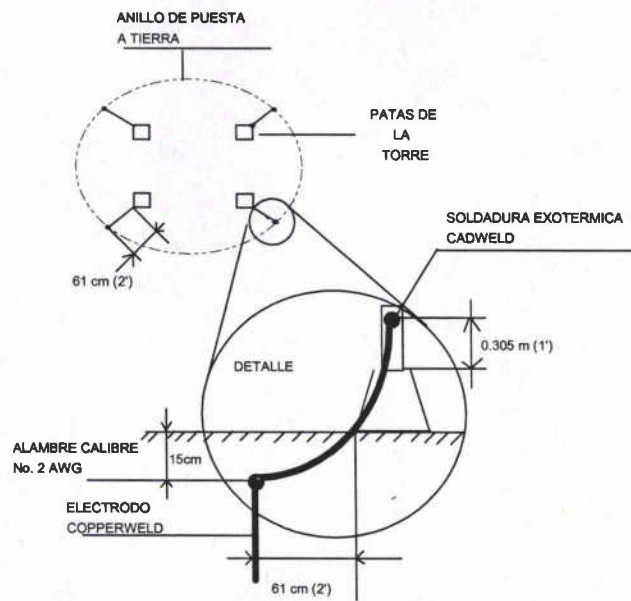 ANILLO DE PUESTA
A TIERRA
PATAS DE
LA
TORRE
SOLDADURA EXOTERMICA
CADWELD
61 cm (2')
0.305 m (1')
DETALLE
15cm
ALAMBRE CALIBRE
No. 2 AWG
ELECTRODO
COPPERWELD
61 cm (2')